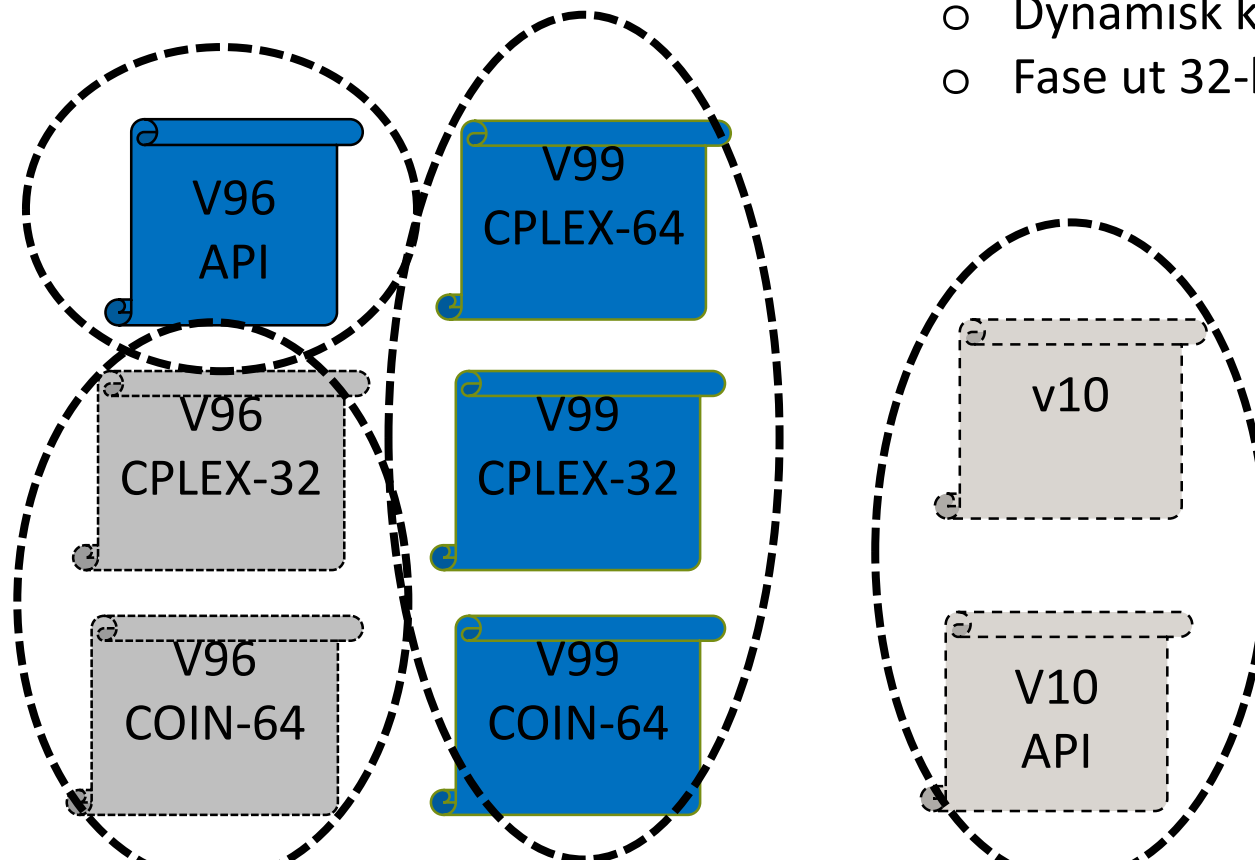 ○ Dynamisk
○ Fase ut
V96
API
V99
CPLEX-64
V96
CPLEX-32
V99
CPLEX-32
v10
V96
COIN-64
V99
COIN-64
V10
API